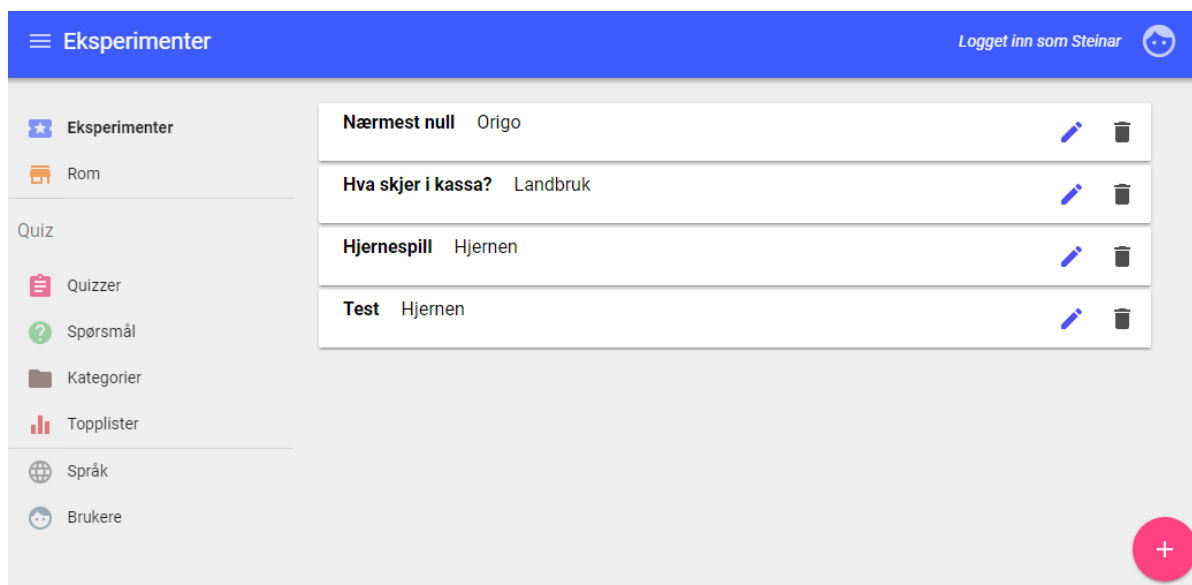 Eksperimenter
Logget inn som Steinar
Eksperimenter
Rom
Quiz
Quizzer
Spørsmål
Kategorier
Topplister
Språk
Brukere
Nærmest null Origo
Hva skjer i kassa? Landbruk
Hjernespill Hjernen
Test Hjernen